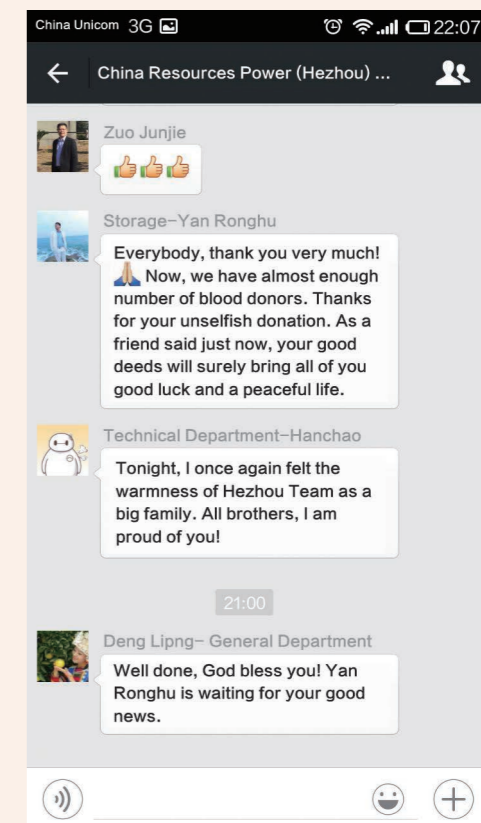 China Unicom 3G 22:07
China Resources Power (Hezhou) ...
Zuo Junjie
👍👍👍
Storage-Yan Ronghu
Everybody, thank you very much!
🙏 Now, we have almost enough
number of blood donors. Thanks
for your unselfish donation. As a
friend said just now, your good
deeds will surely bring all of you
good luck and a peaceful life.
Technical Department-Hanchao
Tonight, I once again felt the
warmness of Hezhou Team as a
big family. All brothers, I am
proud of you!
21:00
Deng Lipng- General Department
Well done, God bless you! Yan
Ronghu is waiting for your good
news.